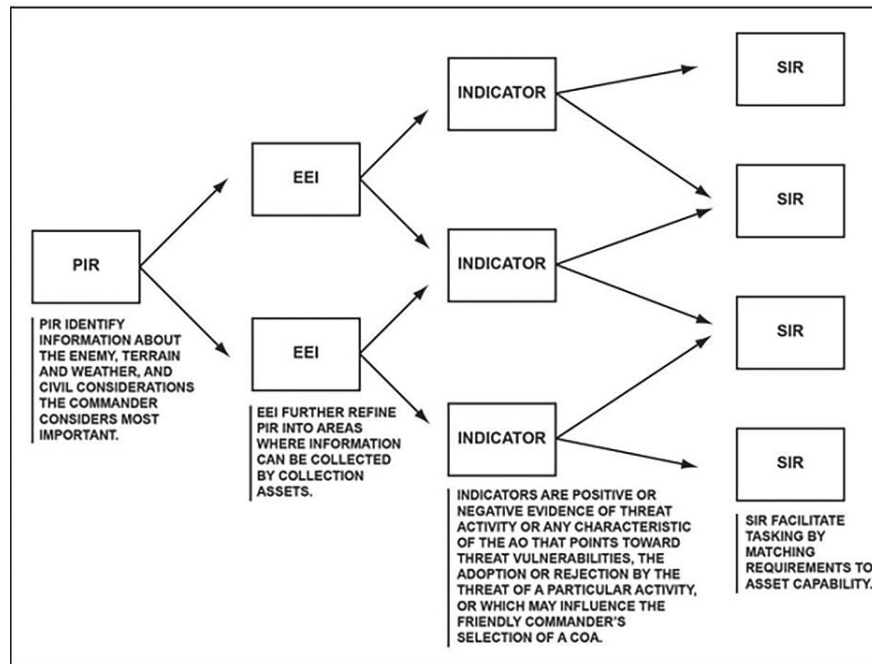 PIR
PIR IDENTIFY
INFORMATION ABOUT
THE ENEMY, TERRAIN
AND WEATHER, AND
CIVIL CONSIDERATIONS
THE COMMANDER
CONSIDERS MOST
IMPORTANT.
EEI
EEI
EEI FURTHER REFINE
PIR INTO AREAS
WHERE INFORMATION
CAN BE COLLECTED
BY COLLECTION
ASSETS.
INDICATOR
INDICATOR
INDICATOR
INDICATORS ARE POSITIVE OR
NEGATIVE EVIDENCE OF THREAT
ACTIVITY OR ANY CHARACTERISTIC
OF THE AO THAT POINTS TOWARD
THREAT VULNERABILITIES, THE
ADOPTION OR REJECTION BY THE
THREAT OF A PARTICULAR ACTIVITY,
OR WHICH MAY INFLUENCE THE
FRIENDLY COMMANDER'S
SELECTION OF A COA.
SIR
SIR
SIR
SIR
SIR FACILITATE
TASKING BY
MATCHING
REQUIREMENTS TO
ASSET CAPABILITY.